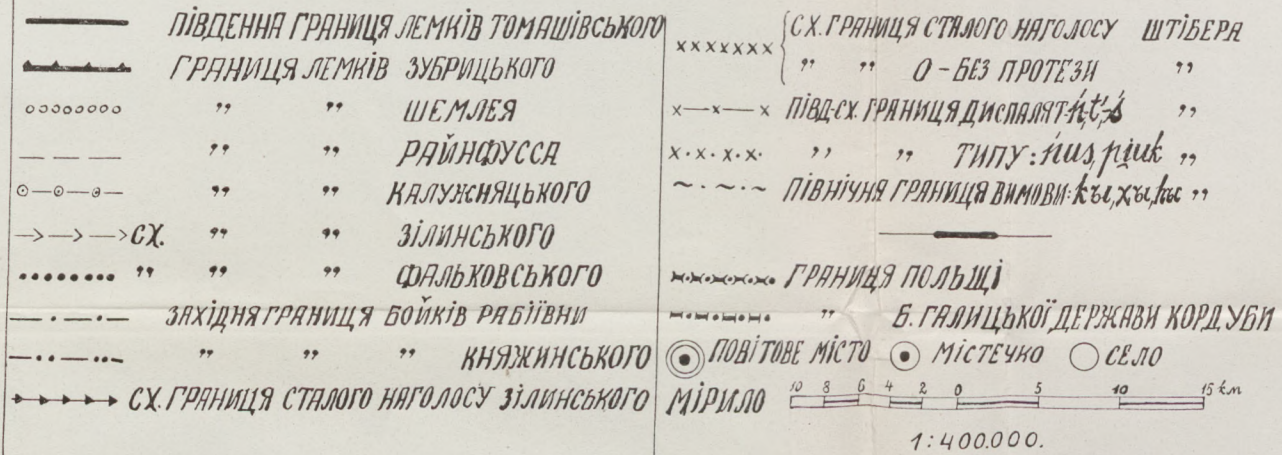 ПІВДЕННА ГРАНИЦЯ ЛЕМКІВ ТОМАШІВСЬКОГО
ГРАНИЦЯ ЛЕМКІВ ЗУБРИЦЬКОГО
" " ШЕМЛЕЯ
" " РАЙНФУССА
" " КАЛУЖНЯЦЬКОГО
СХ. " " ЗІЛИНСЬКОГО
" " " ФАЛЬКОВСЬКОГО
ЗАХІДНЯ ГРАНИЦЯ БОЙКІВ РАБІЇВНИ
" " " КНЯЖИНСЬКОГО
СХ. ГРАНИЦЯ СТАЛОГО НАГОЛОСУ ЗІЛИНСЬКОГО
СХ. ГРАНИЦЯ СТАЛОГО НАГОЛОСУ ШТІБЕРА
" " О - БЕЗ ПРОТЕЗИ "
ПІВД-СХ. ГРАНИЦЯ ДИСПАЛЯТ-ń,t',-ś "
" " ТИПУ: ńus, piuk "
ПІВНІЧНА ГРАНИЦЯ ВИМОВИ: kы, xы, hы "
ГРАНИЦЯ ПОЛЬЩІ
" Б. ГАЛИЦЬКОЇ ДЕРЖАВИ КОРДУБИ
ПОВІТОВЕ МІСТО МІСТЕЧКО СЕЛО
МІРИЛО 10 8 6 4 2 0 5 10 15 km
1:400.000.